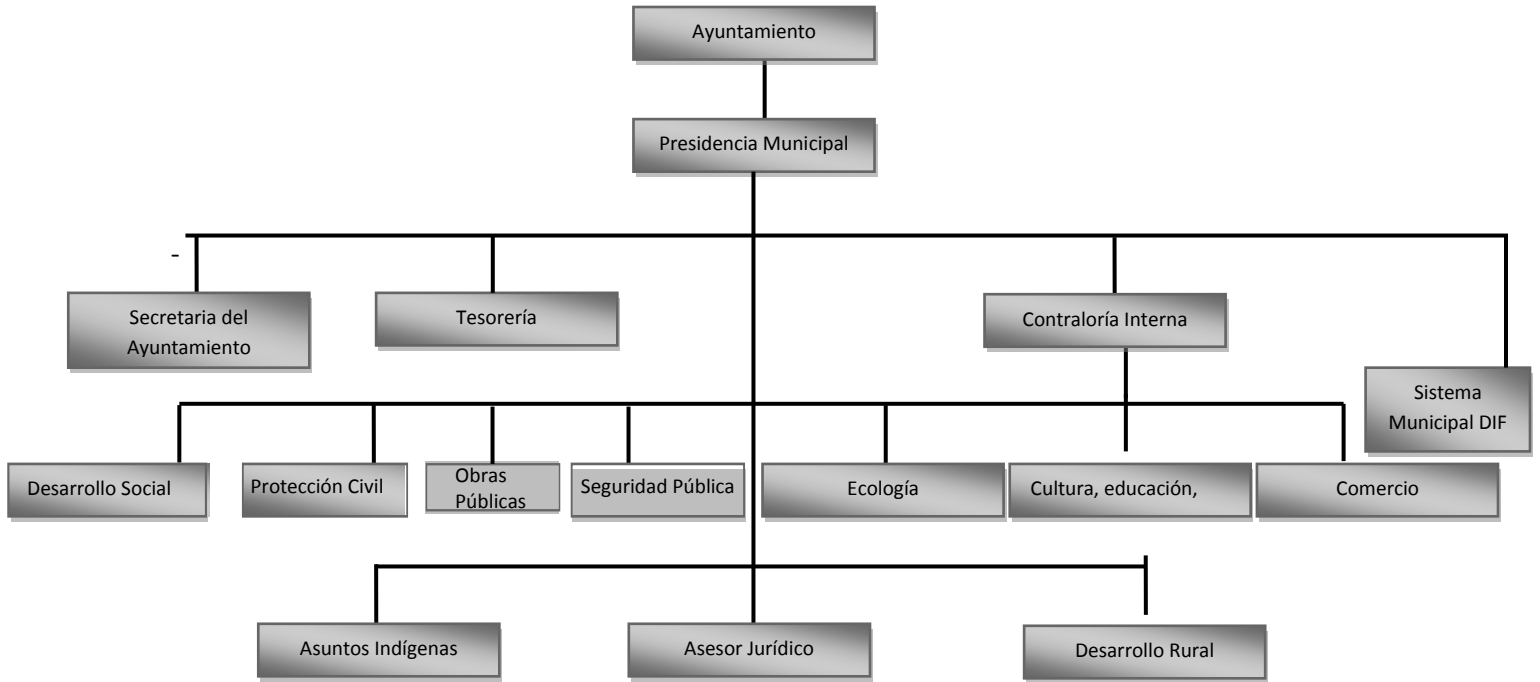 Ayuntamiento
Presidencia Municipal
-
Secretaria del
Ayuntamiento
Tesorería
Contraloría Interna
Sistema
Municipal DIF
Desarrollo Social
Protección Civil
Obras
Públicas
Seguridad Pública
Ecología
Cultura, educación,
Comercio
Asuntos Indígenas
Asesor Jurídico
Desarrollo Rural